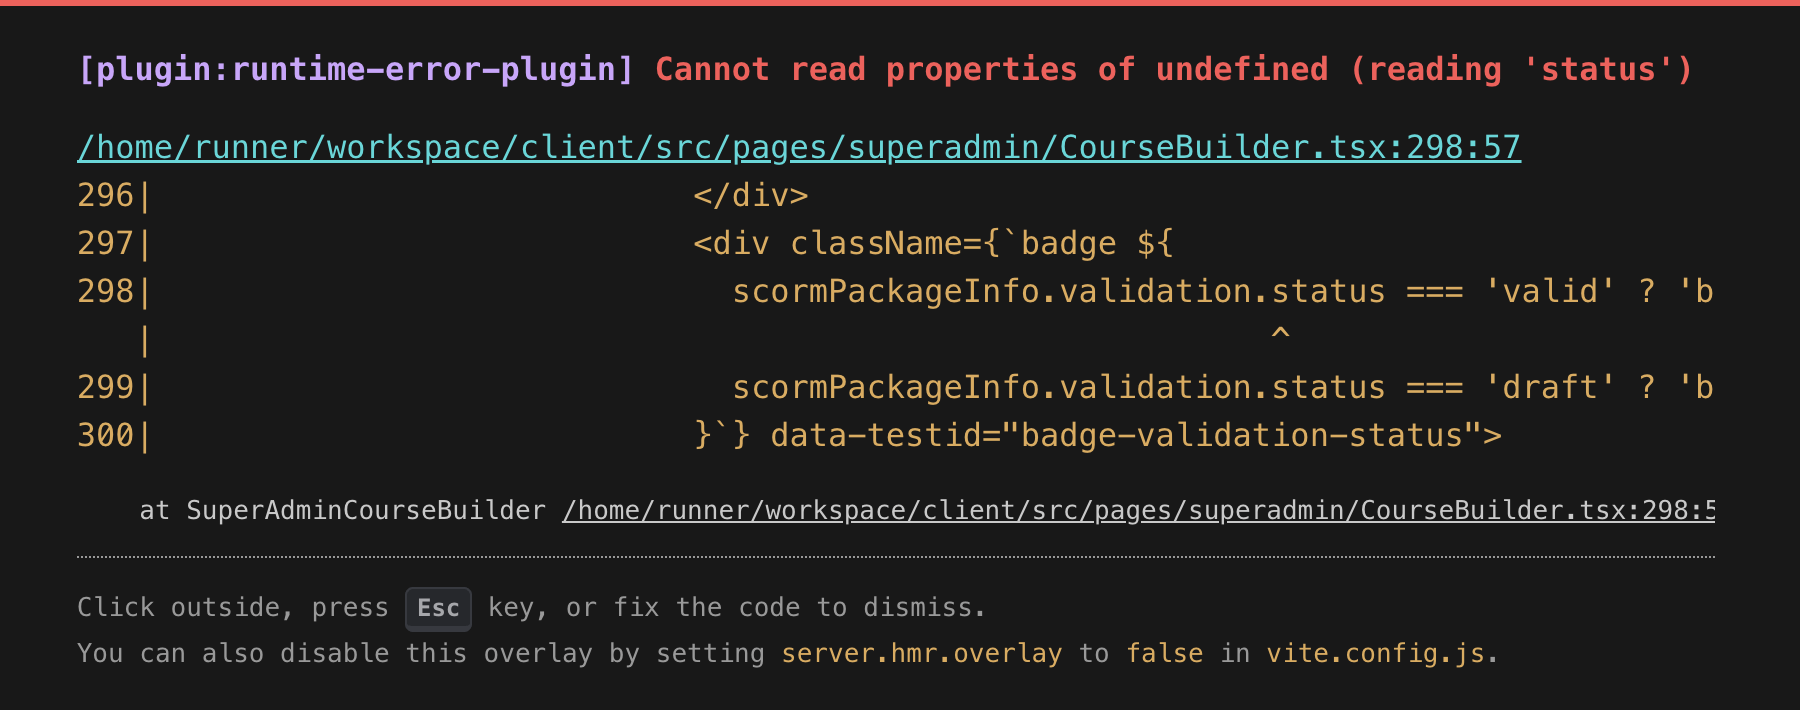 [plugin:runtime-error-plugin] Cannot read properties of undefined (reading 'status')
/home/runner/workspace/client/src/pages/superadmin/CourseBuilder.tsx:298:57
296|                            </div>
297|                            <div className={`badge ${
298|                              scormPackageInfo.validation.status === 'valid' ? 'b
   |                                                          ^
299|                              scormPackageInfo.validation.status === 'draft' ? 'b
300|                            }`} data-testid="badge-validation-status">
    at SuperAdminCourseBuilder /home/runner/workspace/client/src/pages/superadmin/CourseBuilder.tsx:298:5
Click outside, press Esc key, or fix the code to dismiss.
You can also disable this overlay by setting server.hmr.overlay to false in vite.config.js.